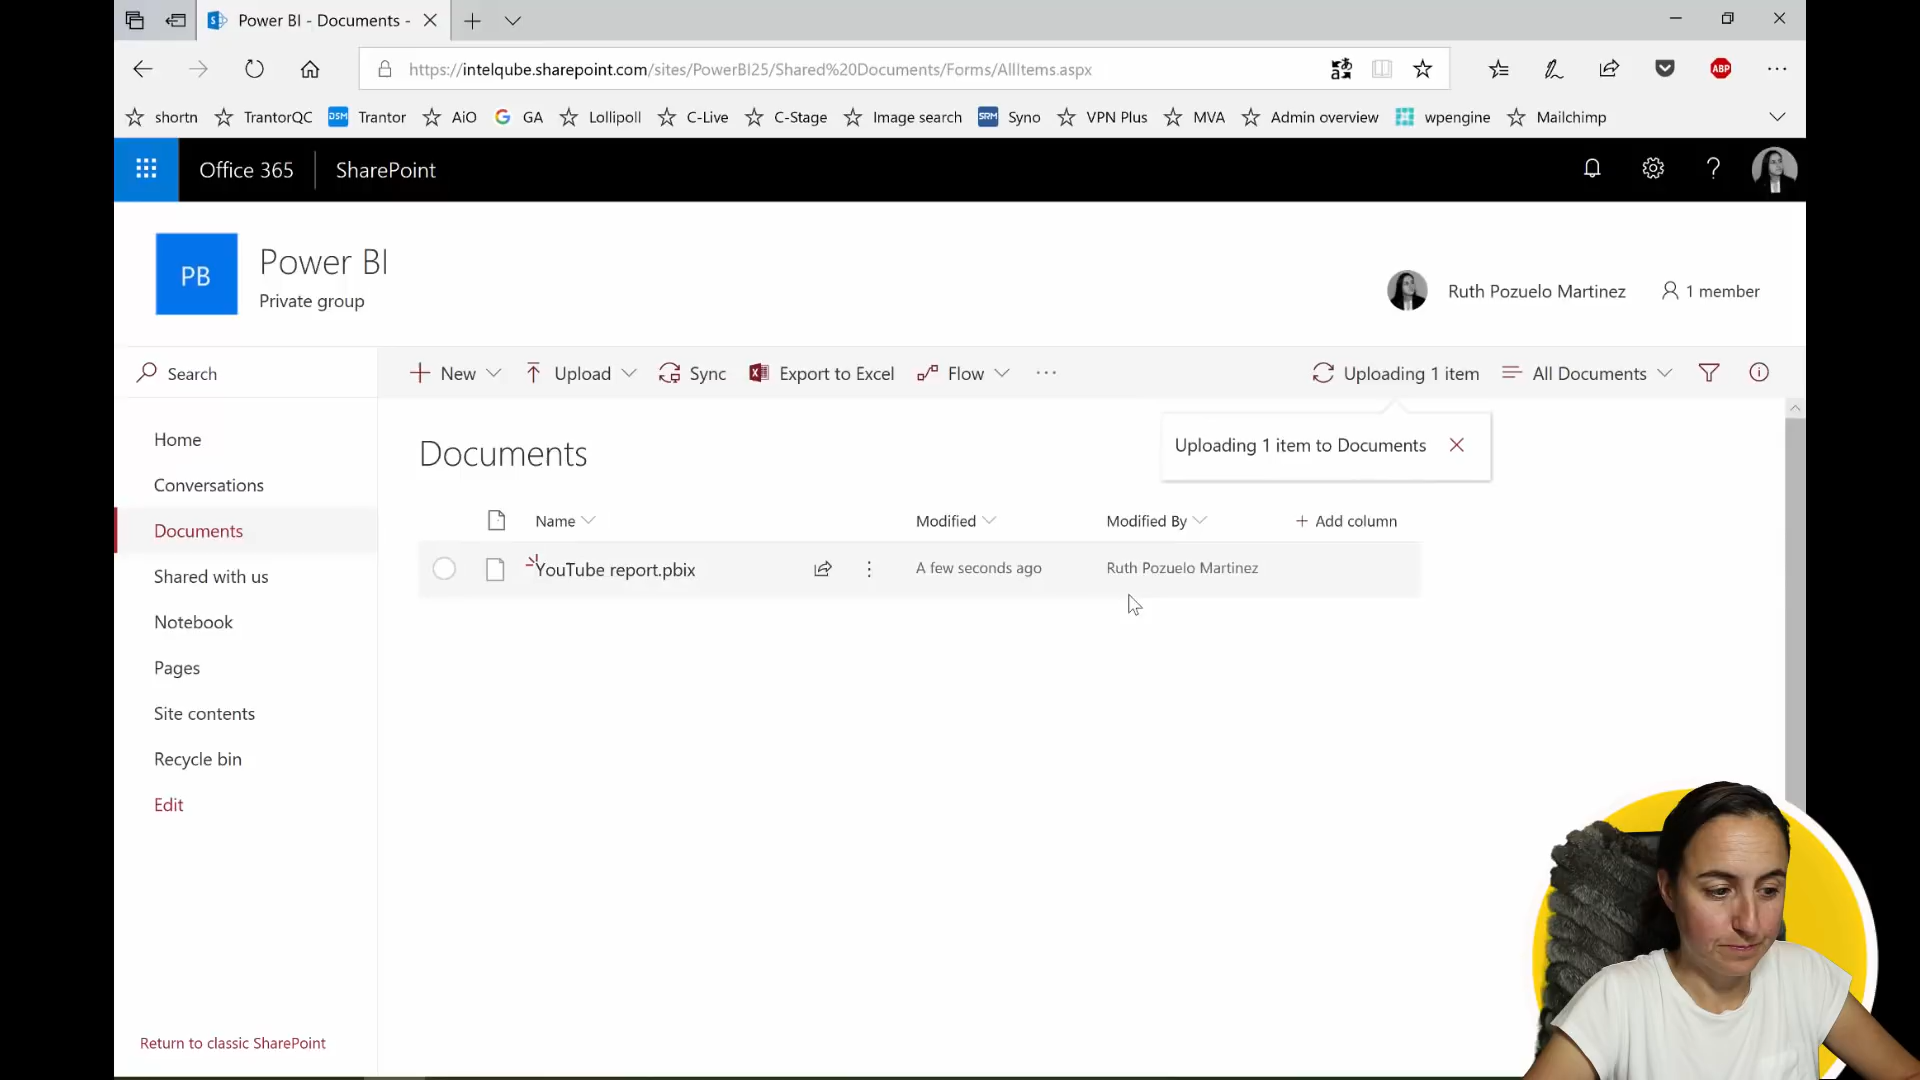 Power BI - Documents -
https://intelqube.sharepoint.com/sites/PowerBI25/Shared%20Documents/Forms/AllItems.aspx
ABP
shortn TrantorQC DSM Trantor AiO G GA Lollipoll C-Live C-Stage Image search SRM Syno VPN Plus MVA Admin overview wpengine Mailchimp
Office 365 SharePoint ?
PB
Power BI
Private group
Ruth Pozuelo Martinez 1 member
Search
New Upload Sync Export to Excel Flow ... Uploading 1 item All Documents
Uploading 1 item to Documents
Home
Conversations
Documents
Shared with us
Notebook
Pages
Site contents
Recycle bin
Edit
Documents
Name Modified Modified By + Add column
YouTube report.pbix A few seconds ago Ruth Pozuelo Martinez
Return to classic SharePoint